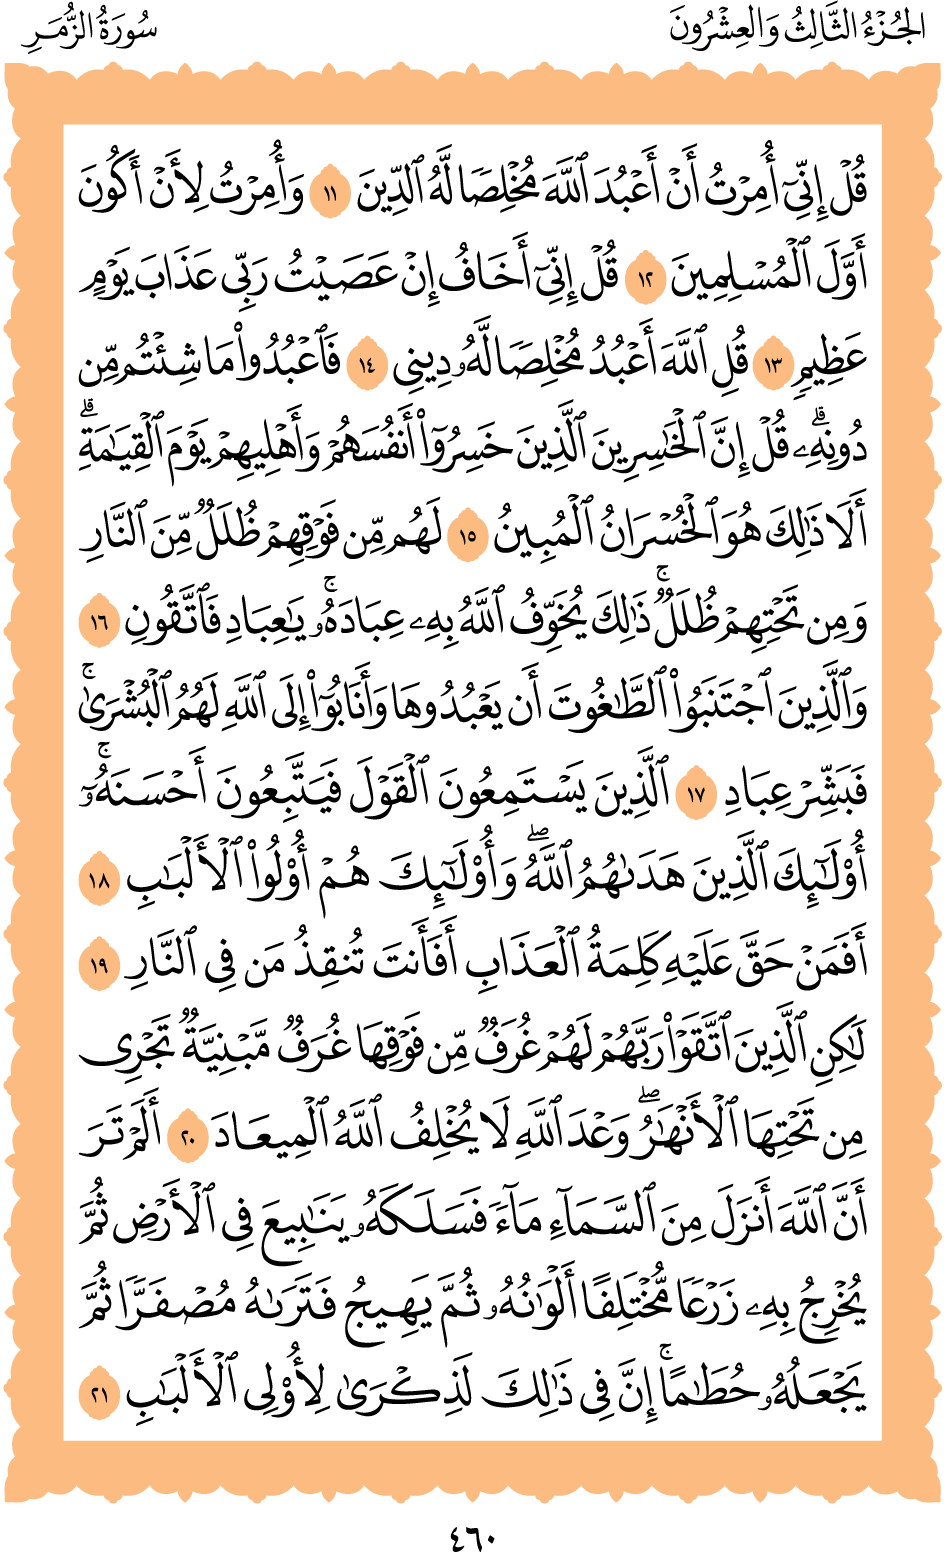 الجُزْءُ الثَّالِثُ وَالعِشْرُونَ
سُورَةُ الزُّمَرِ
قُلۡ إِنِّيٓ أُمِرۡتُ أَنۡ أَعۡبُدَ ٱللَّهَ مُخۡلِصٗا لَّهُ ٱلدِّينَ ١١ وَأُمِرۡتُ لِأَنۡ أَكُونَ
أَوَّلَ ٱلۡمُسۡلِمِينَ ١٢ قُلۡ إِنِّيٓ أَخَافُ إِنۡ عَصَيۡتُ رَبِّي عَذَابَ يَوۡمٍ
عَظِيمٖ ١٣ قُلِ ٱللَّهَ أَعۡبُدُ مُخۡلِصٗا لَّهُۥ دِينِي ١٤ فَٱعۡبُدُواْ مَا شِئۡتُم مِّن
دُونِهِۦۗ قُلۡ إِنَّ ٱلۡخَٰسِرِينَ ٱلَّذِينَ خَسِرُوٓاْ أَنفُسَهُمۡ وَأَهۡلِيهِمۡ يَوۡمَ ٱلۡقِيَٰمَةِۗ
أَلَا ذَٰلِكَ هُوَ ٱلۡخُسۡرَانُ ٱلۡمُبِينُ ١٥ لَهُم مِّن فَوۡقِهِمۡ ظُلَلٞ مِّنَ ٱلنَّارِ
وَمِن تَحۡتِهِمۡ ظُلَلٞۚ ذَٰلِكَ يُخَوِّفُ ٱللَّهُ بِهِۦ عِبَادَهُۥۚ يَٰعِبَادِ فَٱتَّقُونِ ١٦
وَٱلَّذِينَ ٱجۡتَنَبُواْ ٱلطَّٰغُوتَ أَن يَعۡبُدُوهَا وَأَنَابُوٓاْ إِلَى ٱللَّهِ لَهُمُ ٱلۡبُشۡرَىٰۚ
فَبَشِّرۡ عِبَادِ ١٧ ٱلَّذِينَ يَسۡتَمِعُونَ ٱلۡقَوۡلَ فَيَتَّبِعُونَ أَحۡسَنَهُۥٓۚ
أُوْلَٰٓئِكَ ٱلَّذِينَ هَدَىٰهُمُ ٱللَّهُۖ وَأُوْلَٰٓئِكَ هُمۡ أُوْلُواْ ٱلۡأَلۡبَٰبِ ١٨
أَفَمَنۡ حَقَّ عَلَيۡهِ كَلِمَةُ ٱلۡعَذَابِ أَفَأَنتَ تُنقِذُ مَن فِي ٱلنَّارِ ١٩
لَٰكِنِ ٱلَّذِينَ ٱتَّقَوۡاْ رَبَّهُمۡ لَهُمۡ غُرَفٞ مِّن فَوۡقِهَا غُرَفٞ مَّبۡنِيَّةٞ تَجۡرِي
مِن تَحۡتِهَا ٱلۡأَنۡهَٰرُۖ وَعۡدَ ٱللَّهِ لَا يُخۡلِفُ ٱللَّهُ ٱلۡمِيعَادَ ٢٠ أَلَمۡ تَرَ
أَنَّ ٱللَّهَ أَنزَلَ مِنَ ٱلسَّمَآءِ مَآءٗ فَسَلَكَهُۥ يَنَٰبِيعَ فِي ٱلۡأَرۡضِ ثُمَّ
يُخۡرِجُ بِهِۦ زَرۡعٗا مُّخۡتَلِفًا أَلۡوَٰنُهُۥ ثُمَّ يَهِيجُ فَتَرَىٰهُ مُصۡفَرّٗا ثُمَّ
يَجۡعَلُهُۥ حُطَٰمًاۚ إِنَّ فِي ذَٰلِكَ لَذِكۡرَىٰ لِأُوْلِي ٱلۡأَلۡبَٰبِ ٢١
٤٦٠